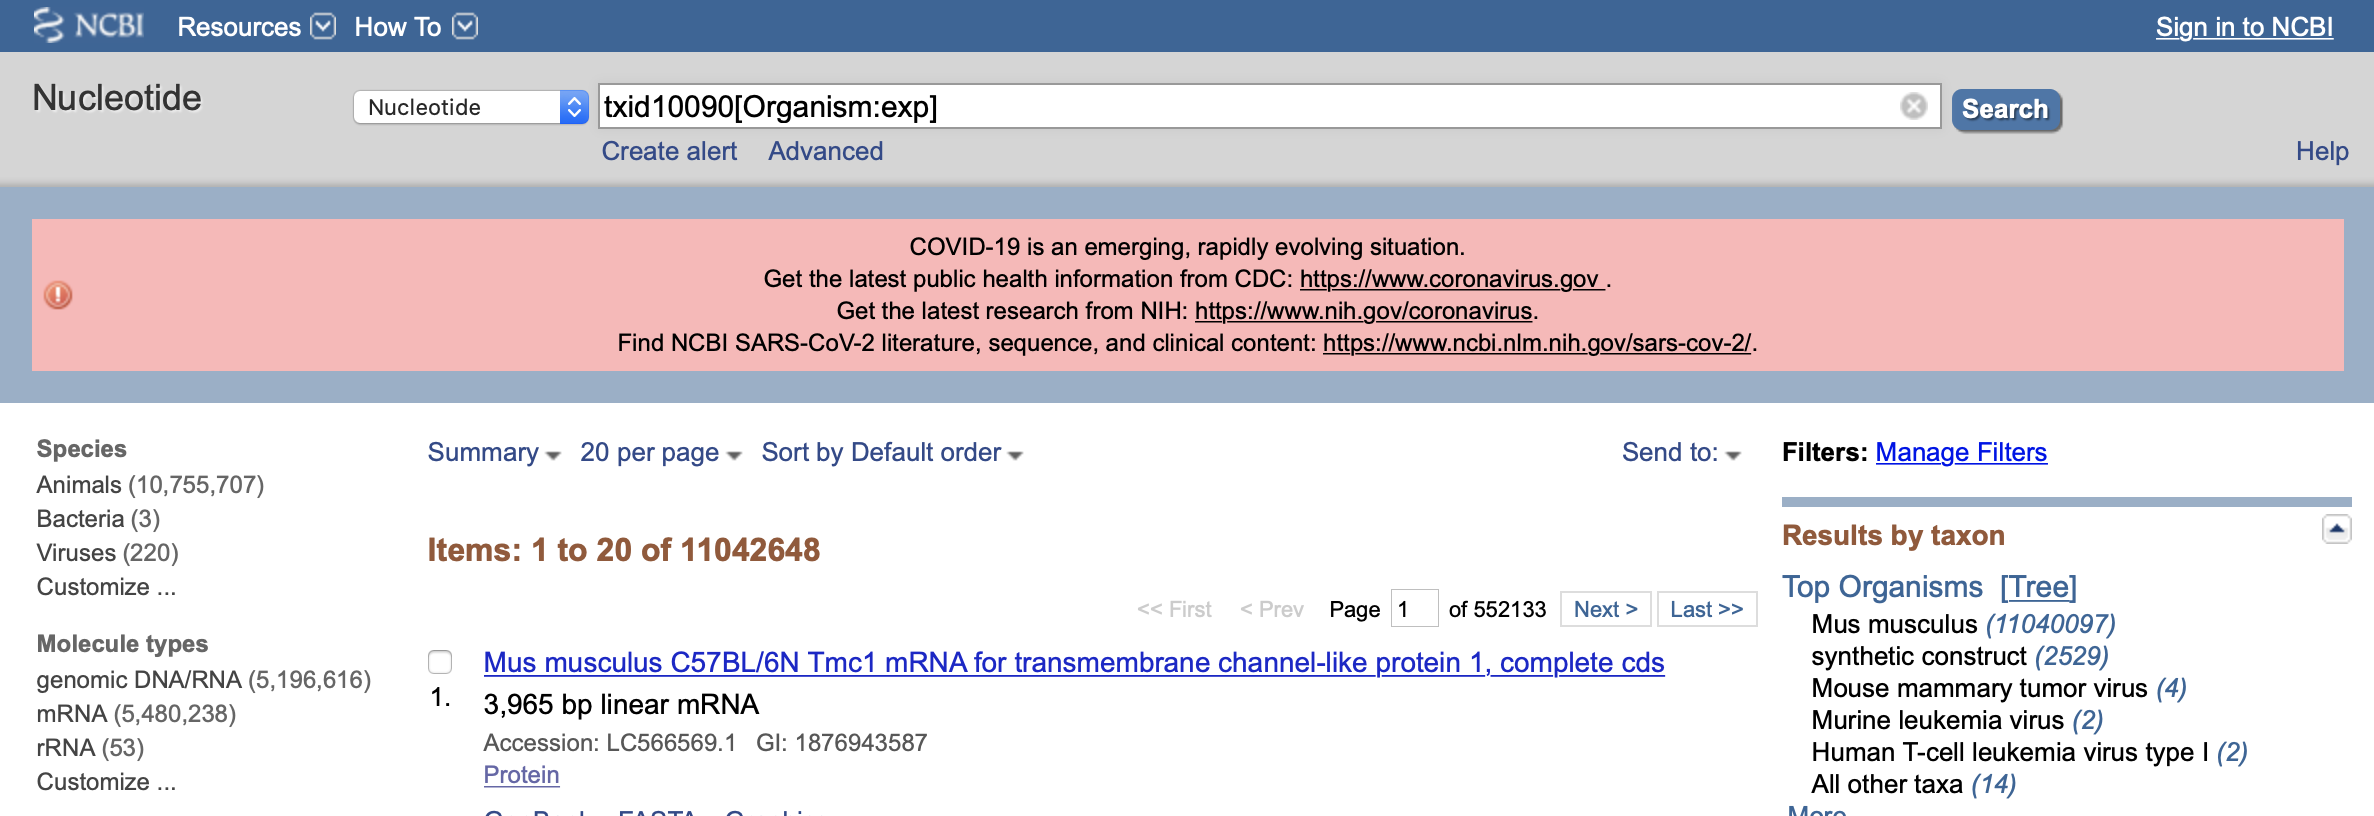 NCBI Resources How To Sign in to NCBI
Nucleotide
Nucleotide
txid10090[Organism:exp]
Search
Create alert Advanced
Help
COVID-19 is an emerging, rapidly evolving situation.
Get the latest public health information from CDC: https://www.coronavirus.gov .
Get the latest research from NIH: https://www.nih.gov/coronavirus.
Find NCBI SARS-CoV-2 literature, sequence, and clinical content: https://www.ncbi.nlm.nih.gov/sars-cov-2/.
Species
Animals (10,755,707)
Bacteria (3)
Viruses (220)
Customize ...
Molecule types
genomic DNA/RNA (5,196,616)
mRNA (5,480,238)
rRNA (53)
Customize ...
Summary 20 per page Sort by Default order Send to:
Items: 1 to 20 of 11042648
<< First < Prev Page 1 of 552133 Next > Last >>
Mus musculus C57BL/6N Tmc1 mRNA for transmembrane channel-like protein 1, complete cds
1. 3,965 bp linear mRNA
Accession: LC566569.1 GI: 1876943587
Protein
Filters: Manage Filters
Results by taxon
Top Organisms [Tree]
Mus musculus (11040097)
synthetic construct (2529)
Mouse mammary tumor virus (4)
Murine leukemia virus (2)
Human T-cell leukemia virus type I (2)
All other taxa (14)